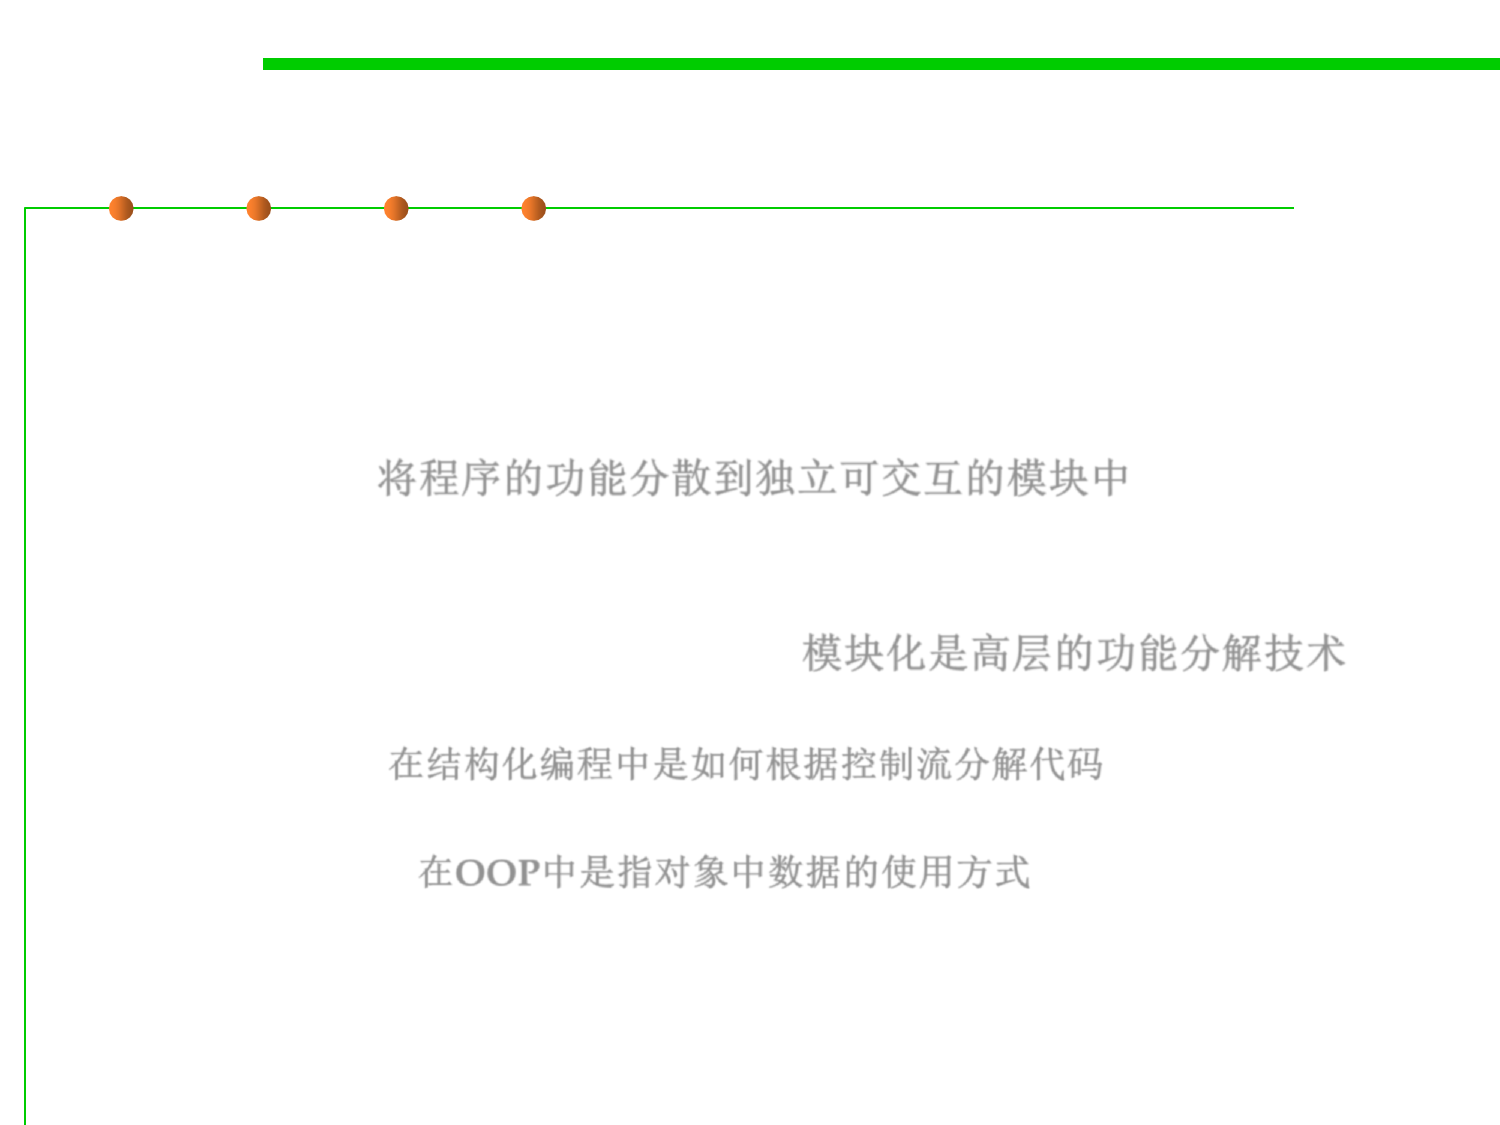 将程序的功能分散到独立可交互的模块中
模块化是高层的功能分解技术
在结构化编程中是如何根据控制流分解代码
在OOP中是指对象中数据的使用方式